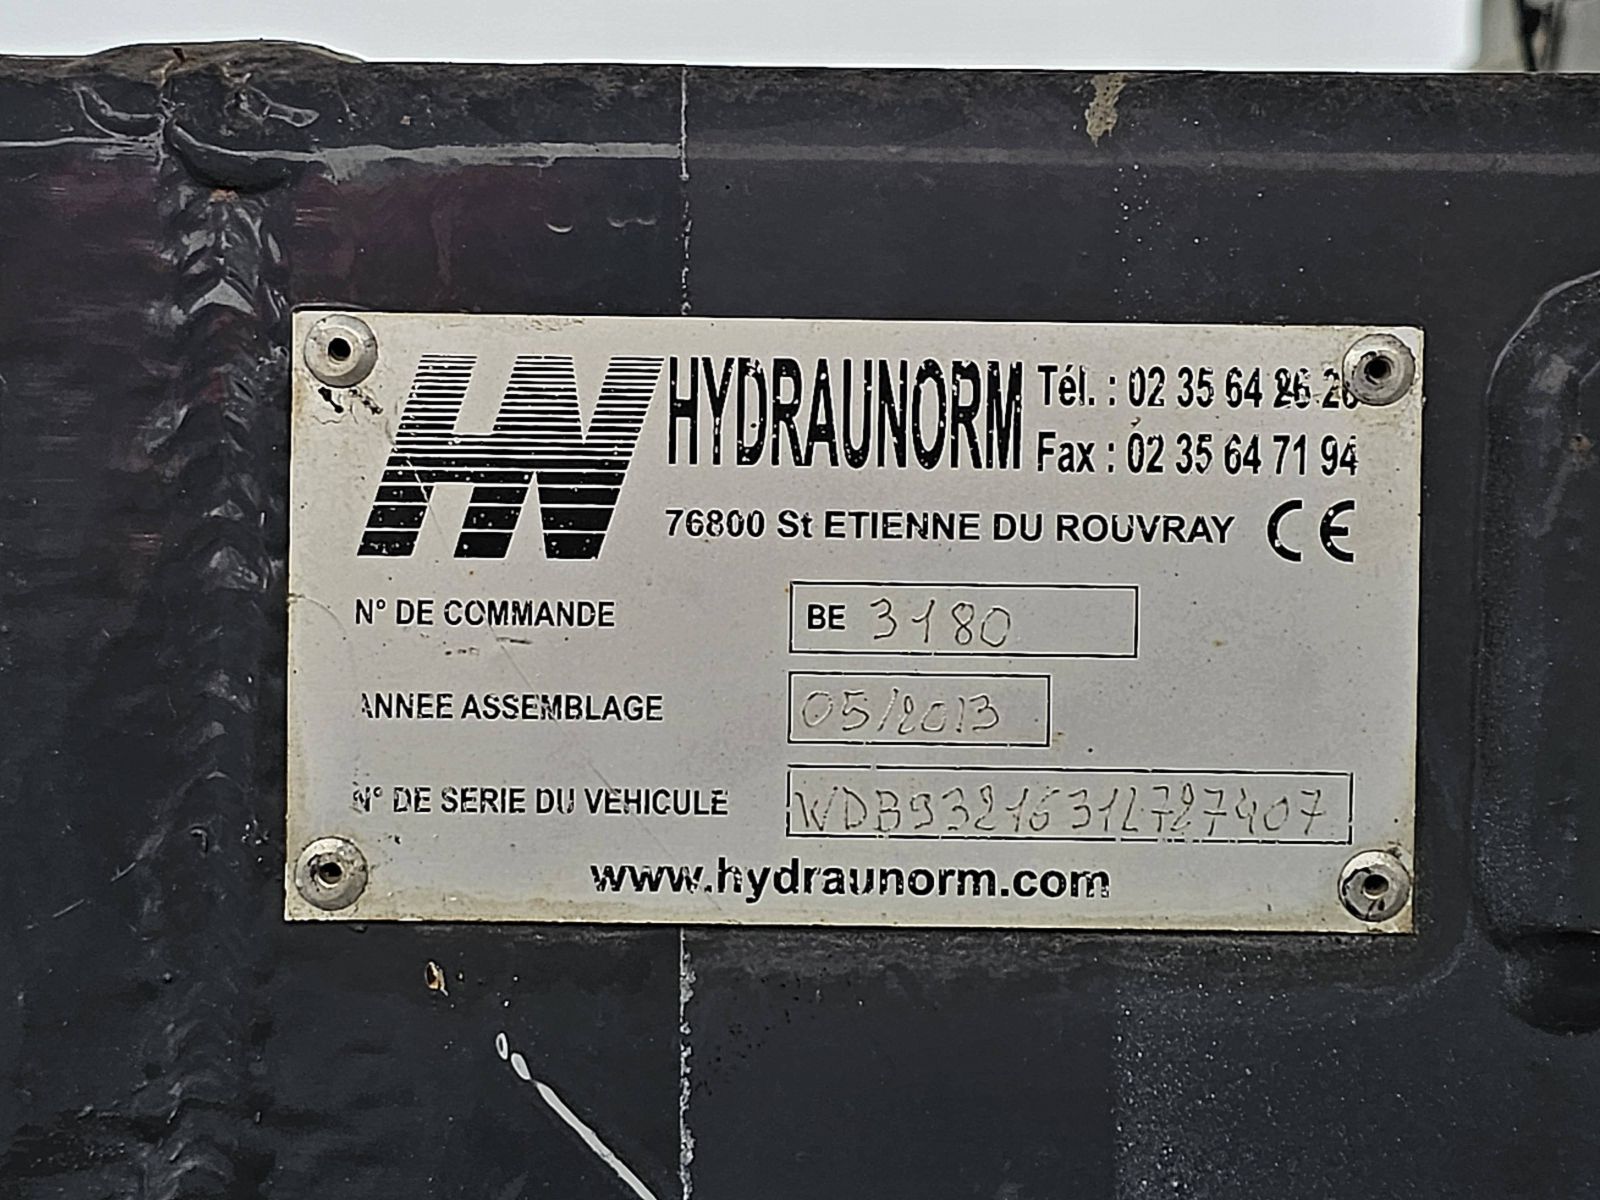 HN HYDRAUNORM Tél. : 02 35 64 26 26
Fax : 02 35 64 71 94
76800 St ETIENNE DU ROUVRAY CE
N° DE COMMANDE BE 3180
ANNEE ASSEMBLAGE 05/2013
N° DE SERIE DU VEHICULE WDB9321631L727407
www.hydraunorm.com